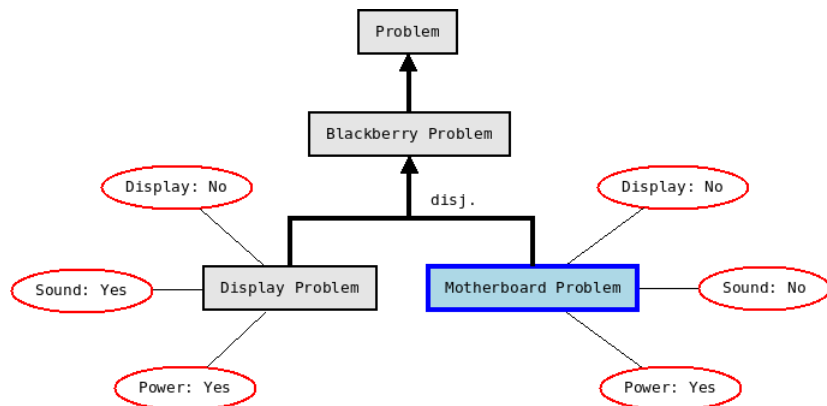 Problem
Blackberry Problem
Display: No
disj.
Display: No
Sound: Yes
Display Problem
Motherboard Problem
Sound: No
Power: Yes
Power: Yes